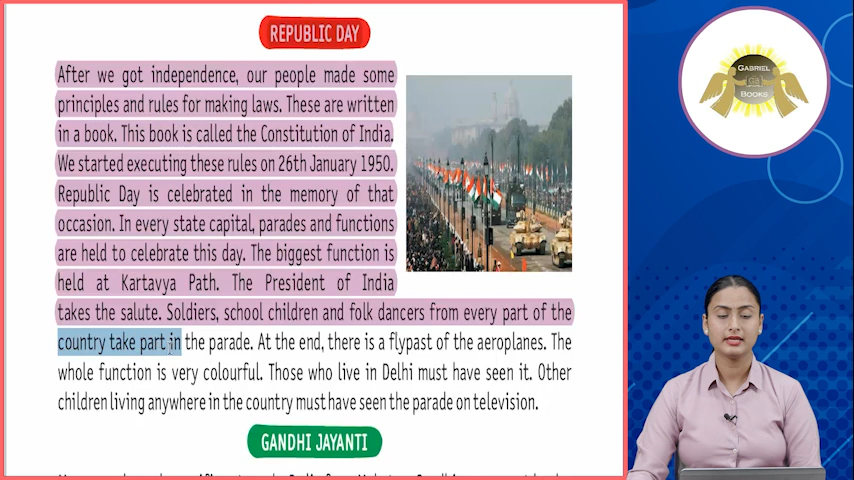 REPUBLIC DAY
After we got independence, our people made some
principles and rules for making laws. These are written
in a book. This book is called the Constitution of India.
We started executing these rules on 26th January 1950.
Republic Day is celebrated in the memory of that
occasion. In every state capital, parades and functions
are held to celebrate this day. The biggest function is
held at Kartavya Path. The President of India
takes the salute. Soldiers, school children and folk dancers from every part of the
country take part in the parade. At the end, there is a flypast of the aeroplanes. The
whole function is very colourful. Those who live in Delhi must have seen it. Other
children living anywhere in the country must have seen the parade on television.
GANDHI JAYANTI
GABRIEL
BOOKS